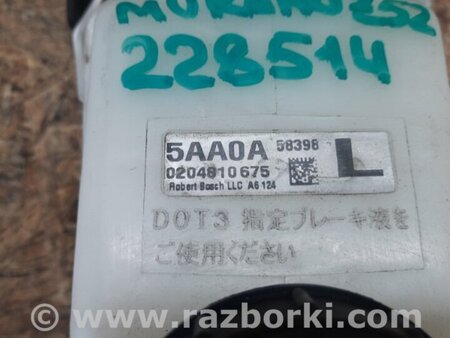 MURANO Z52
228514
5AA0A 58398
0204810675
Robert Bosch LLC A6 124
L
DOT3 指定ブレーキ液を
ご使用ください
www.razborki.com